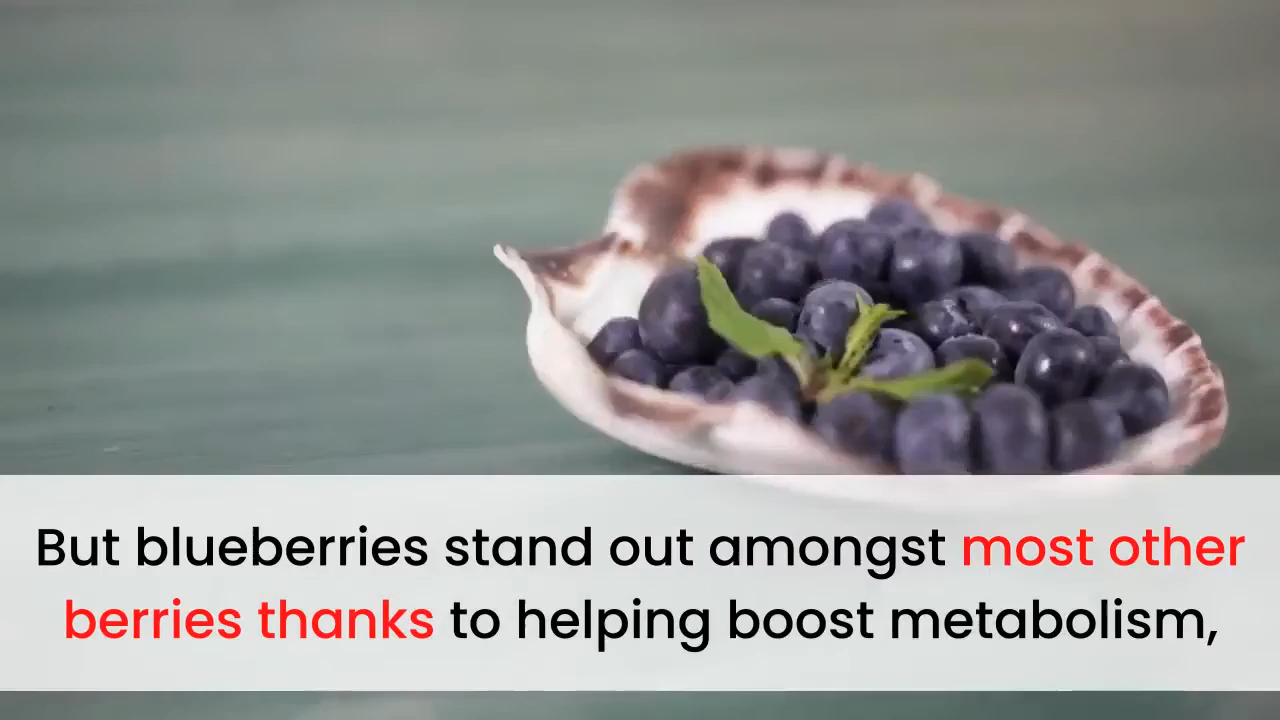 But blueberries stand out amongst most other
berries thanks to helping boost metabolism,